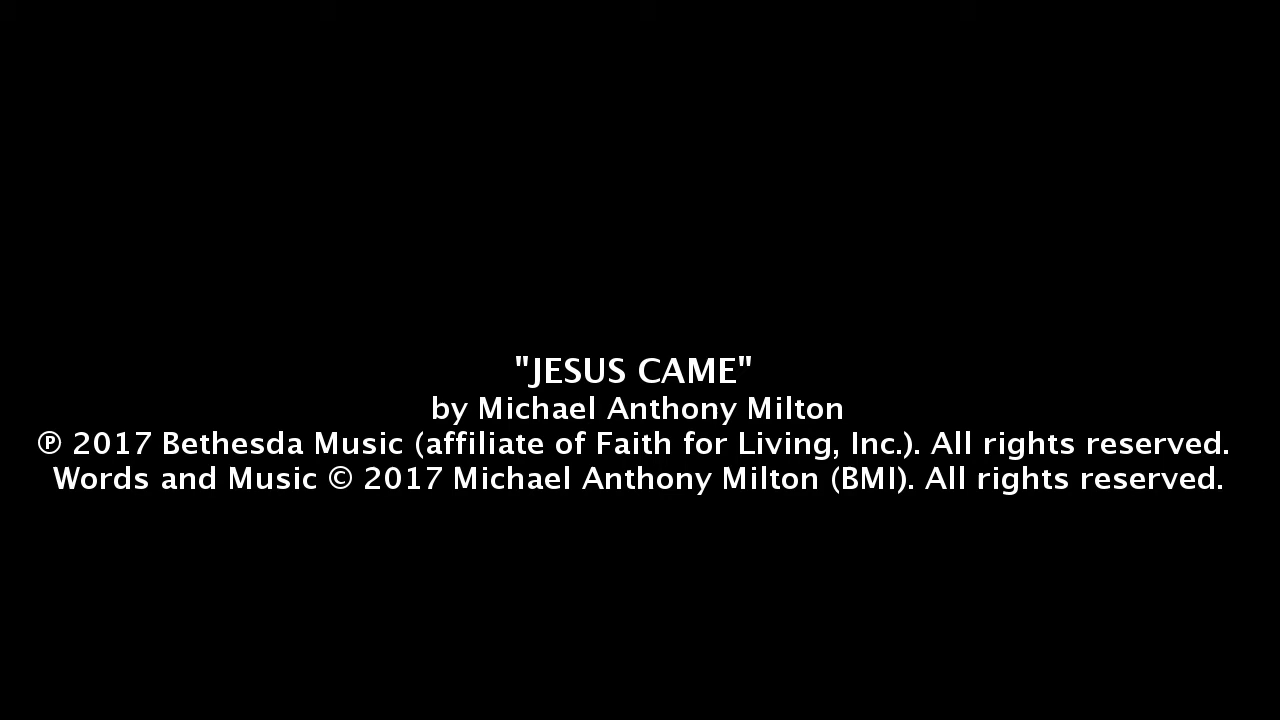 "JESUS CAME"
by Michael Anthony Milton
℗ 2017 Bethesda Music (affiliate of Faith for Living, Inc.). All rights reserved.
Words and Music © 2017 Michael Anthony Milton (BMI). All rights reserved.